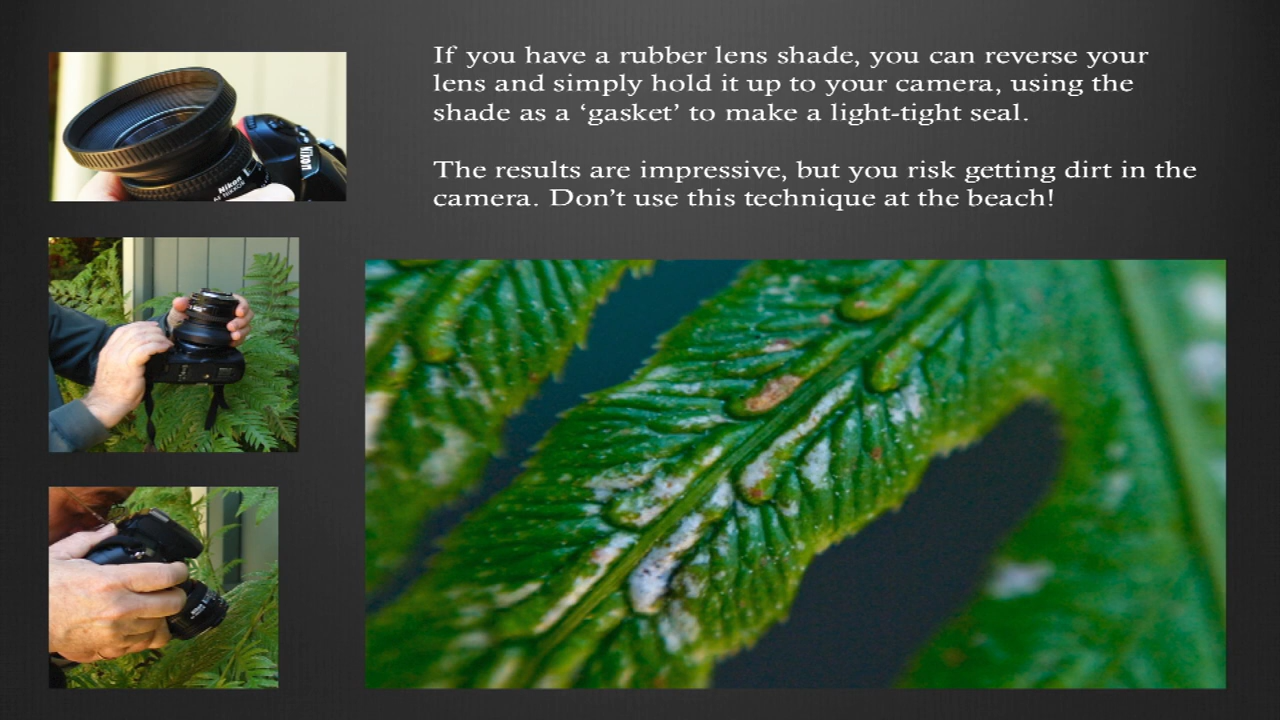 If you have a rubber lens shade, you can reverse your
lens and simply hold it up to your camera, using the
shade as a ‘gasket’ to make a light-tight seal.
The results are impressive, but you risk getting dirt in the
camera. Don’t use this technique at the beach!
Nikon
Nikon